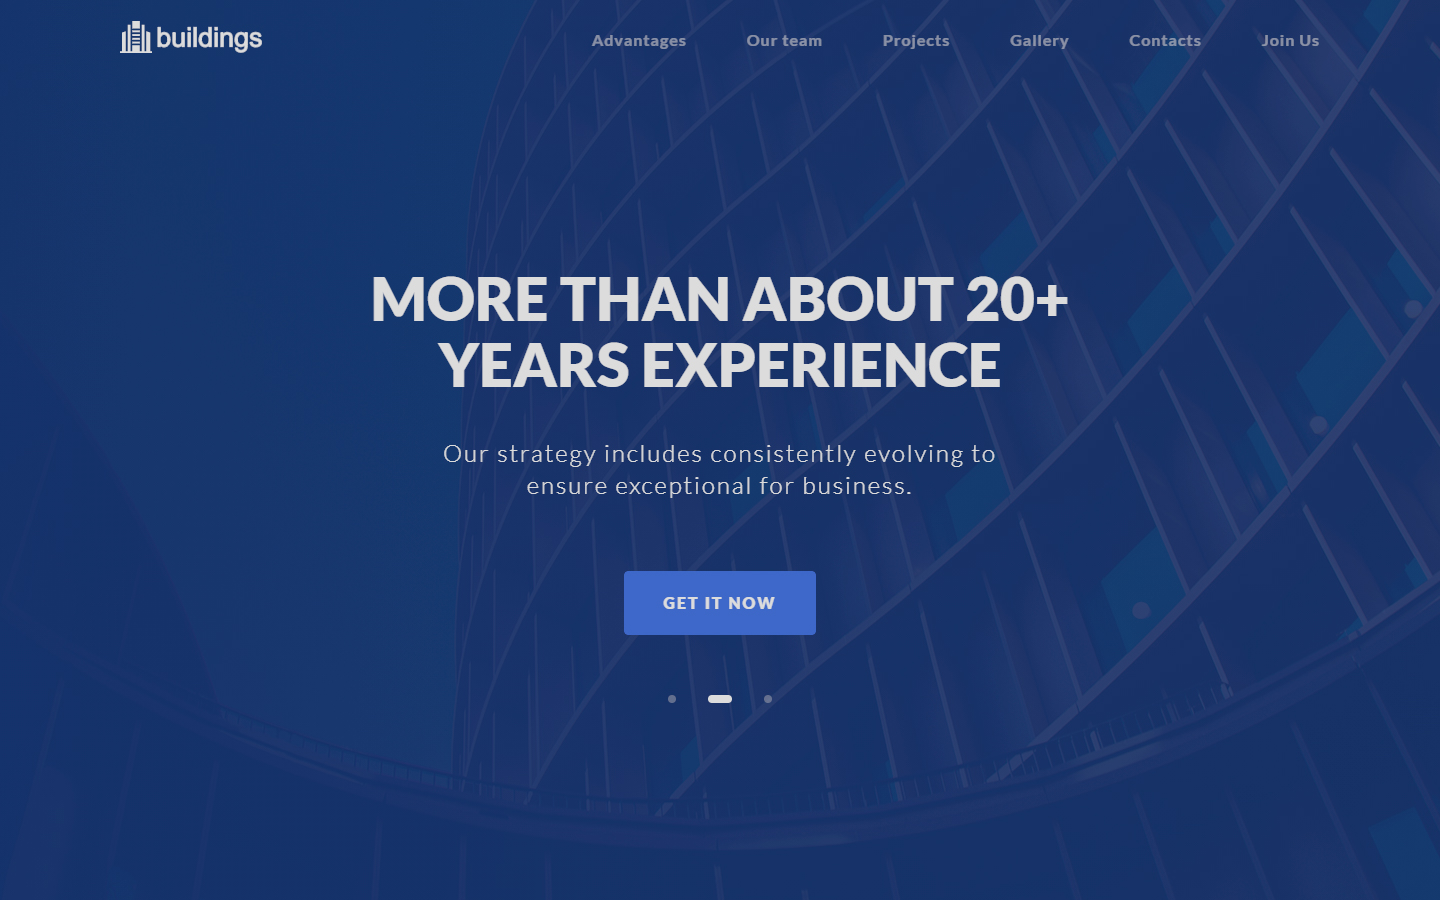 buildings
Advantages
Our team
Projects
Gallery
Contacts
Join Us
MORE THAN ABOUT 20+
YEARS EXPERIENCE
Our strategy includes consistently evolving to
ensure exceptional for business.
GET IT NOW